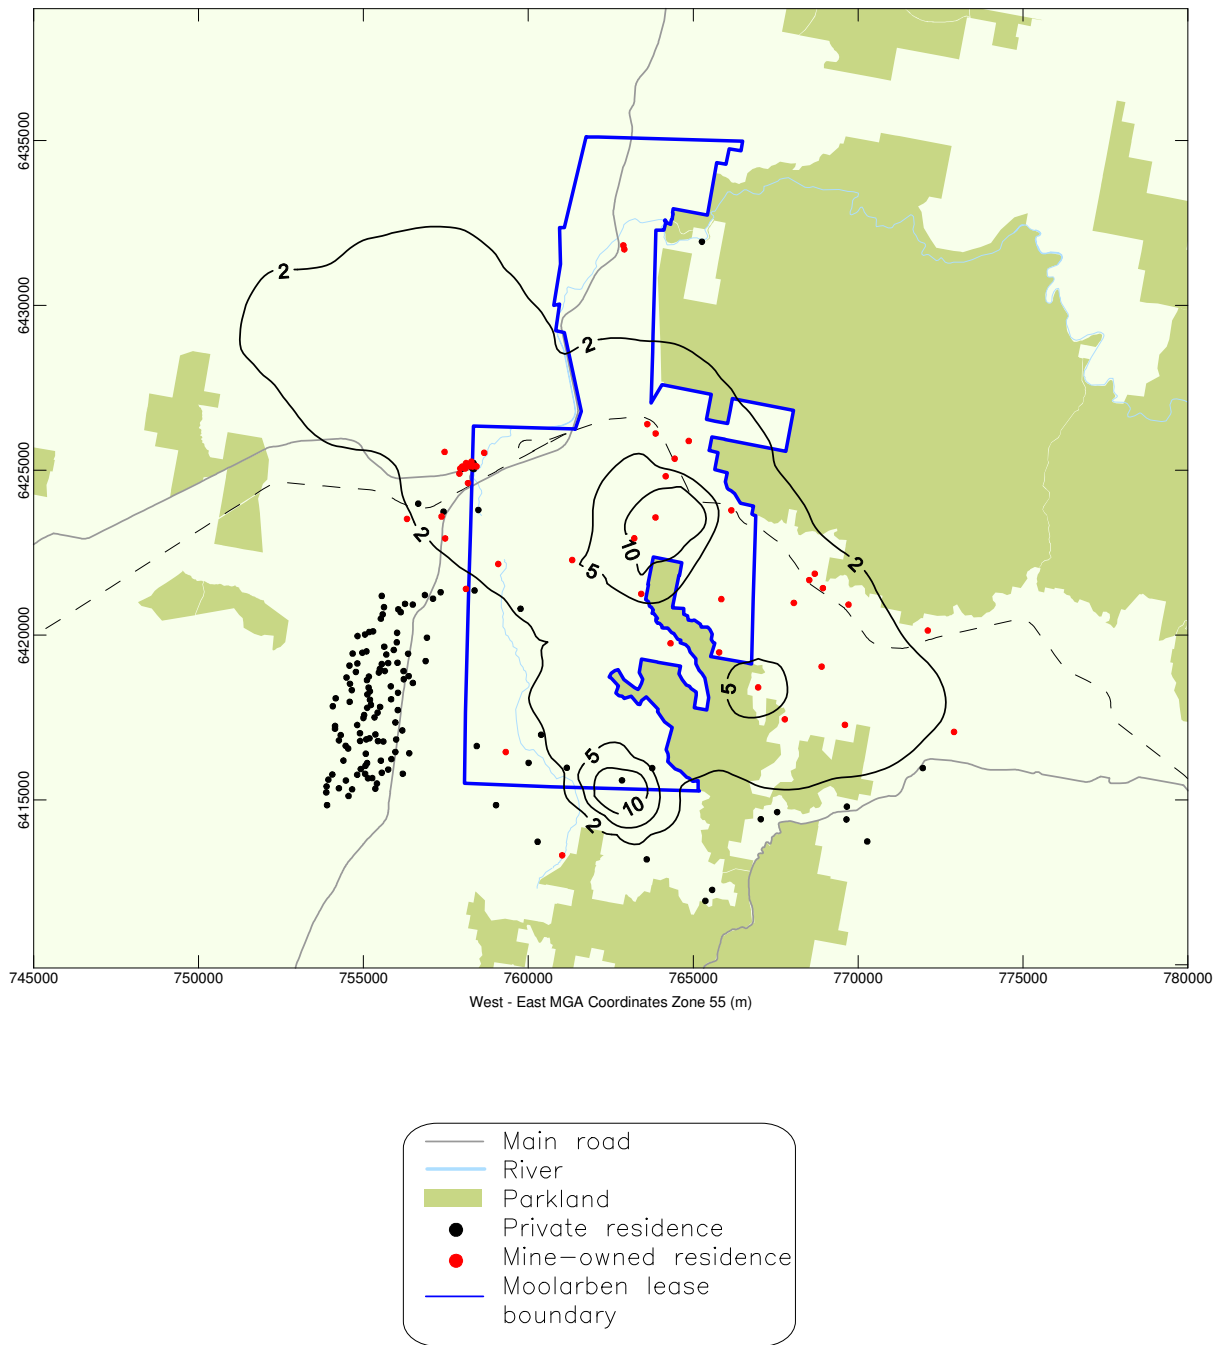 6435000
6430000
6425000
6420000
6415000
2
2
2
2
2
5
5
5
10
10
745000 750000 755000 760000 765000 770000 775000 780000
West - East MGA Coordinates Zone 55 (m)
Main road
River
Parkland
Private residence
Mine-owned residence
Moolarben lease
boundary